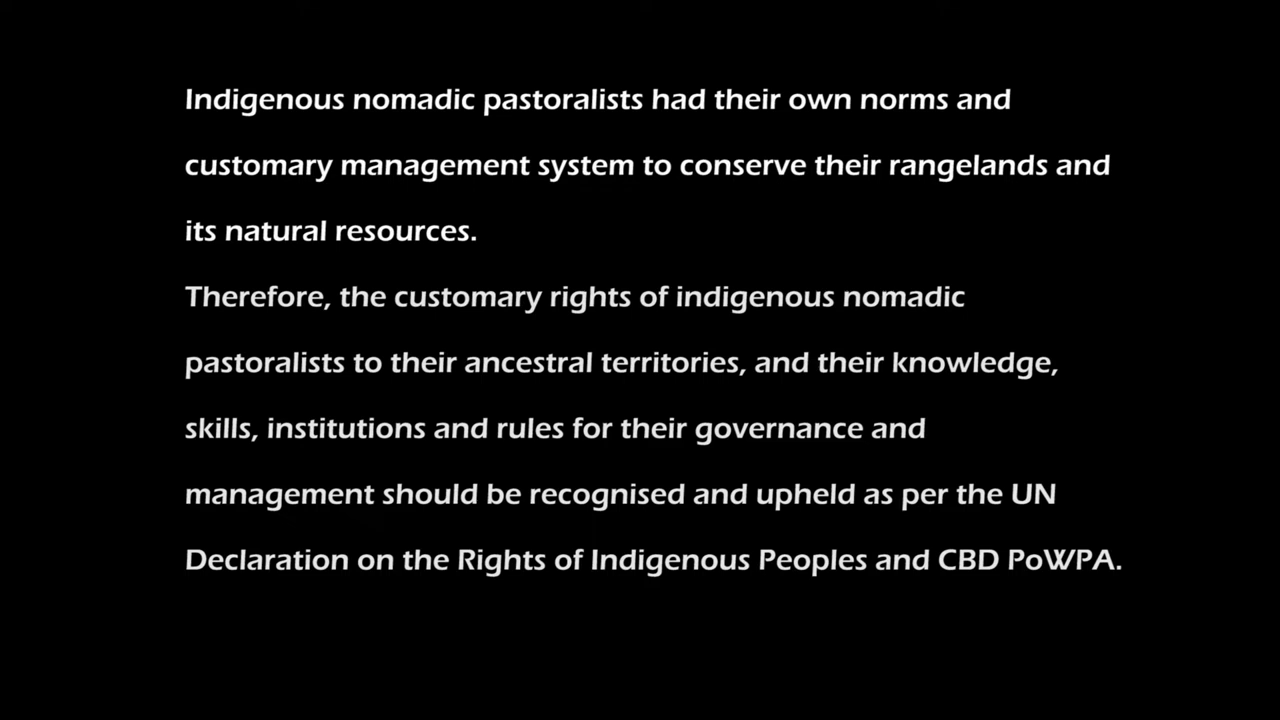 Indigenous nomadic pastoralists had their own norms and
customary management system to conserve their rangelands and
its natural resources.
Therefore, the customary rights of indigenous nomadic
pastoralists to their ancestral territories, and their knowledge,
skills, institutions and rules for their governance and
management should be recognised and upheld as per the UN
Declaration on the Rights of Indigenous Peoples and CBD PoWPA.